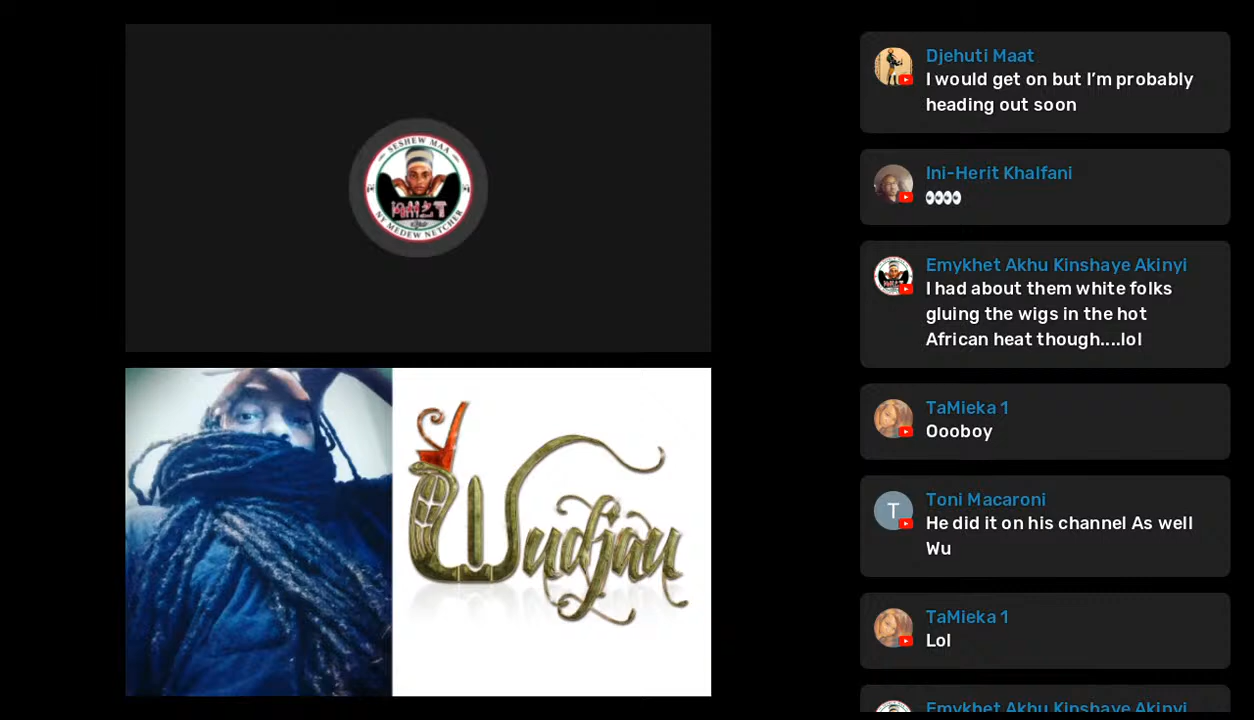 SESHEW MAA
NY MEDEW NETCHER
Wudjau
Djehuti Maat
I would get on but I’m probably
heading out soon
Ini-Herit Khalfani
👀👀
Emykhet Akhu Kinshaye Akinyi
I had about them white folks
gluing the wigs in the hot
African heat though....lol
TaMieka 1
Oooboy
T
Toni Macaroni
He did it on his channel As well
Wu
TaMieka 1
Lol
Emykhet Akhu Kinshaye Akinyi